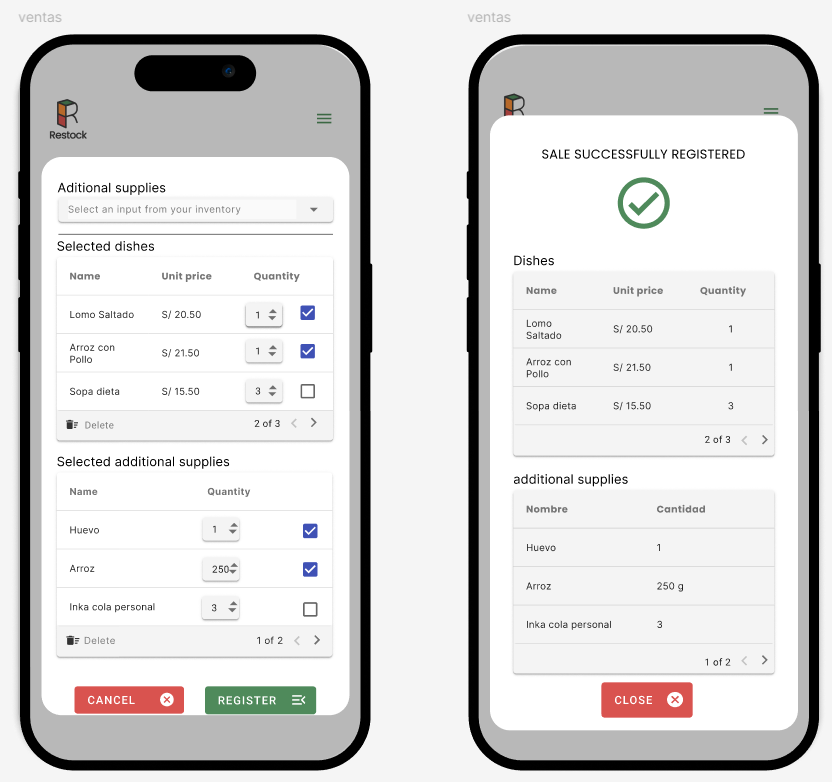 ventas
Restock
Aditional supplies
Select an input from your inventory
Selected dishes
Name Unit price Quantity
Lomo Saltado S/ 20.50 1
Arroz con
Pollo S/ 21.50 1
Sopa dieta S/ 15.50 3
Delete 2 of 3
Selected additional supplies
Name Quantity
Huevo 1
Arroz 250
Inka cola personal 3
Delete 1 of 2
CANCEL REGISTER
ventas
SALE SUCCESSFULLY REGISTERED
Dishes
Name Unit price Quantity
Lomo
Saltado S/ 20.50 1
Arroz con
Pollo S/ 21.50 1
Sopa dieta S/ 15.50 3
2 of 3
additional supplies
Nombre Cantidad
Huevo 1
Arroz 250 g
Inka cola personal 3
1 of 2
CLOSE